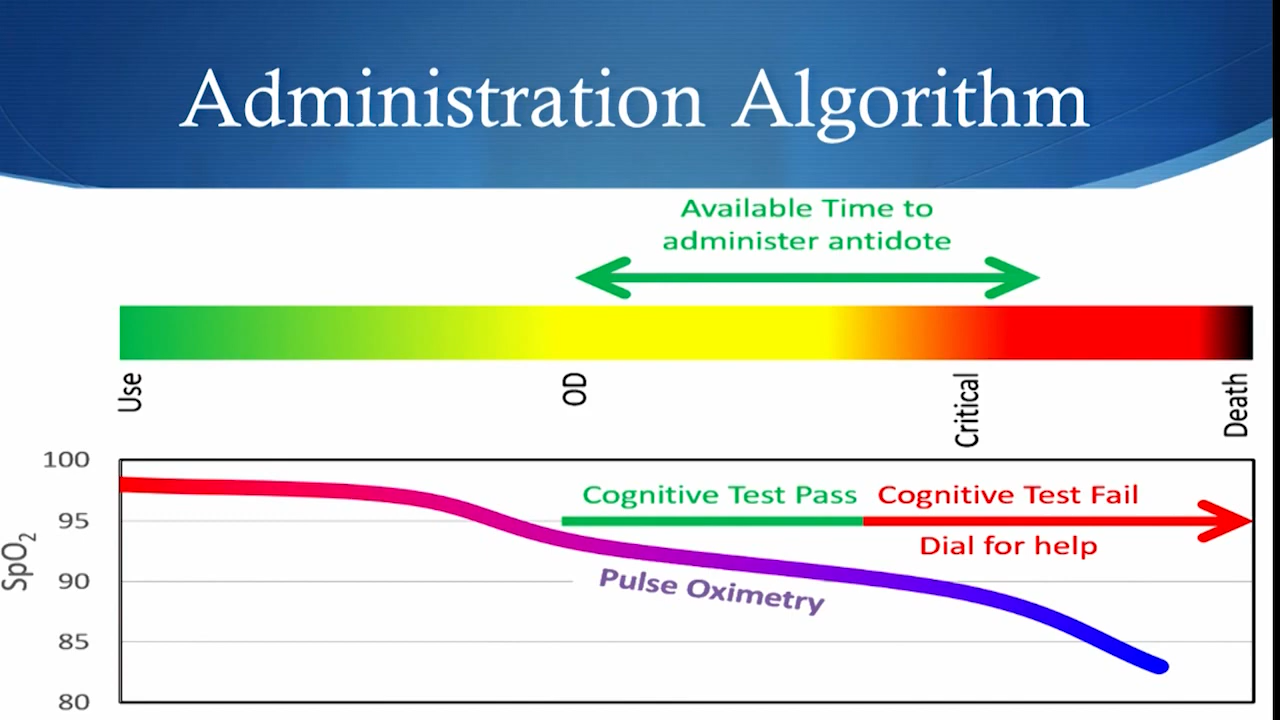 Administration Algorithm
Available Time to
administer antidote
Use
OD
Critical
Death
100
95
90
85
80
SpO₂
Cognitive Test Pass
Cognitive Test Fail
Dial for help
Pulse Oximetry